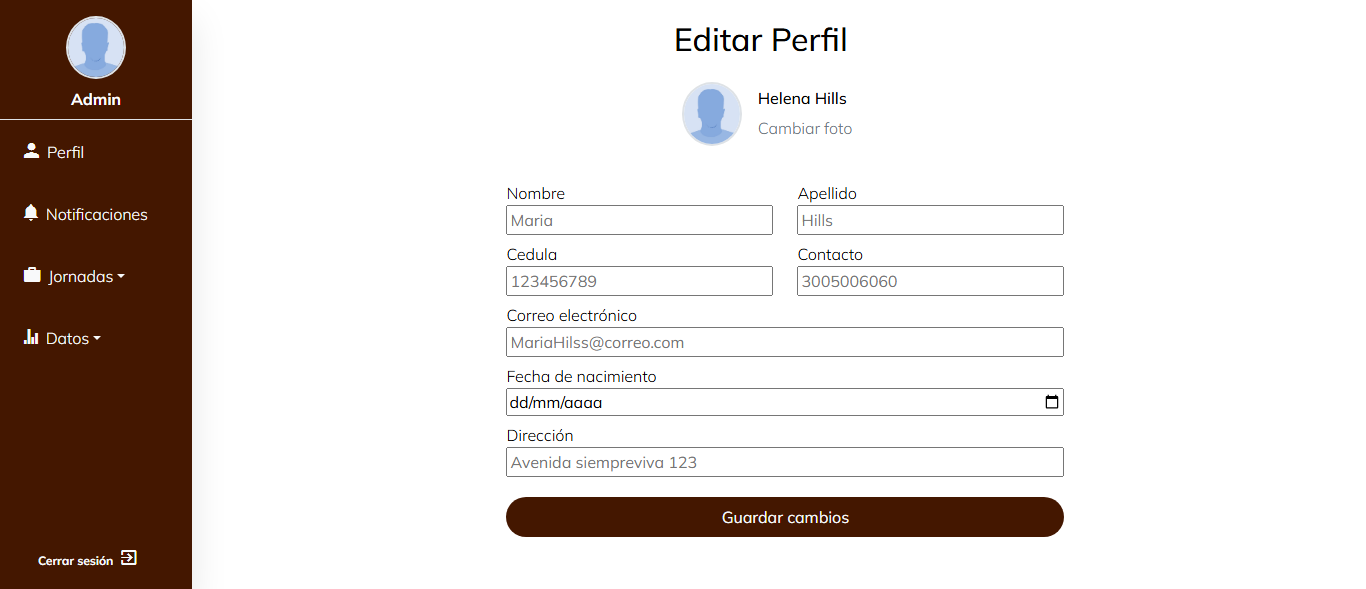 Admin
Perfil
Notificaciones
Jornadas
Datos
Cerrar sesión
Editar Perfil
Helena Hills
Cambiar foto
Nombre
Apellido
Maria
Hills
Cedula
Contacto
123456789
3005006060
Correo electrónico
MariaHilss@correo.com
Fecha de nacimiento
dd/mm/aaaa
Dirección
Avenida siempreviva 123
Guardar cambios